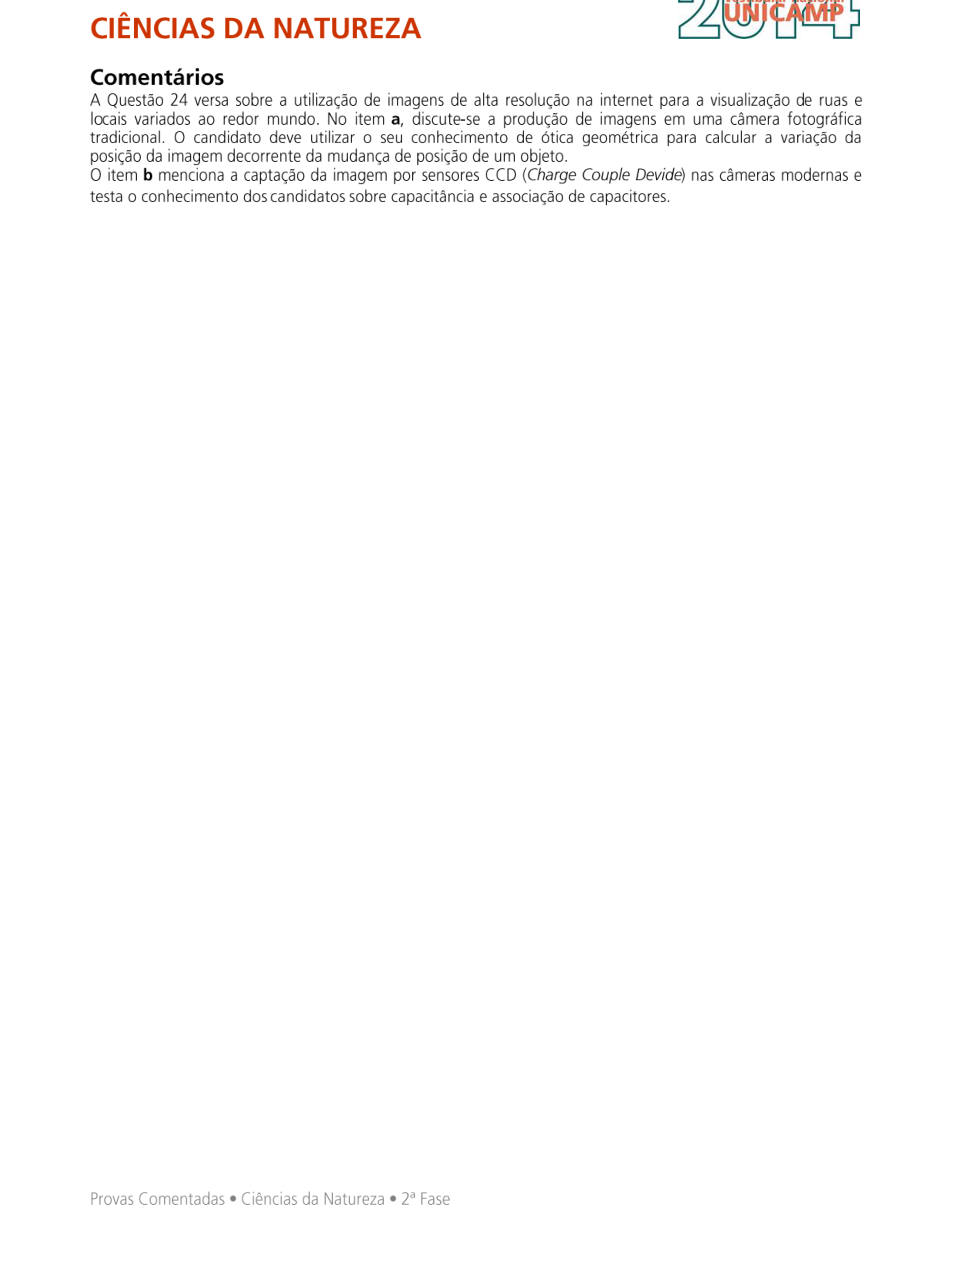 CIÊNCIAS DA NATUREZA
2014
UNICAMP
Comentários
A Questão 24 versa sobre a utilização de imagens de alta resolução na internet para a visualização de ruas e
locais variados ao redor mundo. No item a, discute-se a produção de imagens em uma câmera fotográfica
tradicional. O candidato deve utilizar o seu conhecimento de ótica geométrica para calcular a variação da
posição da imagem decorrente da mudança de posição de um objeto.
O item b menciona a captação da imagem por sensores CCD (Charge Couple Devide) nas câmeras modernas e
testa o conhecimento dos candidatos sobre capacitância e associação de capacitores.
Provas Comentadas • Ciências da Natureza • 2ª Fase